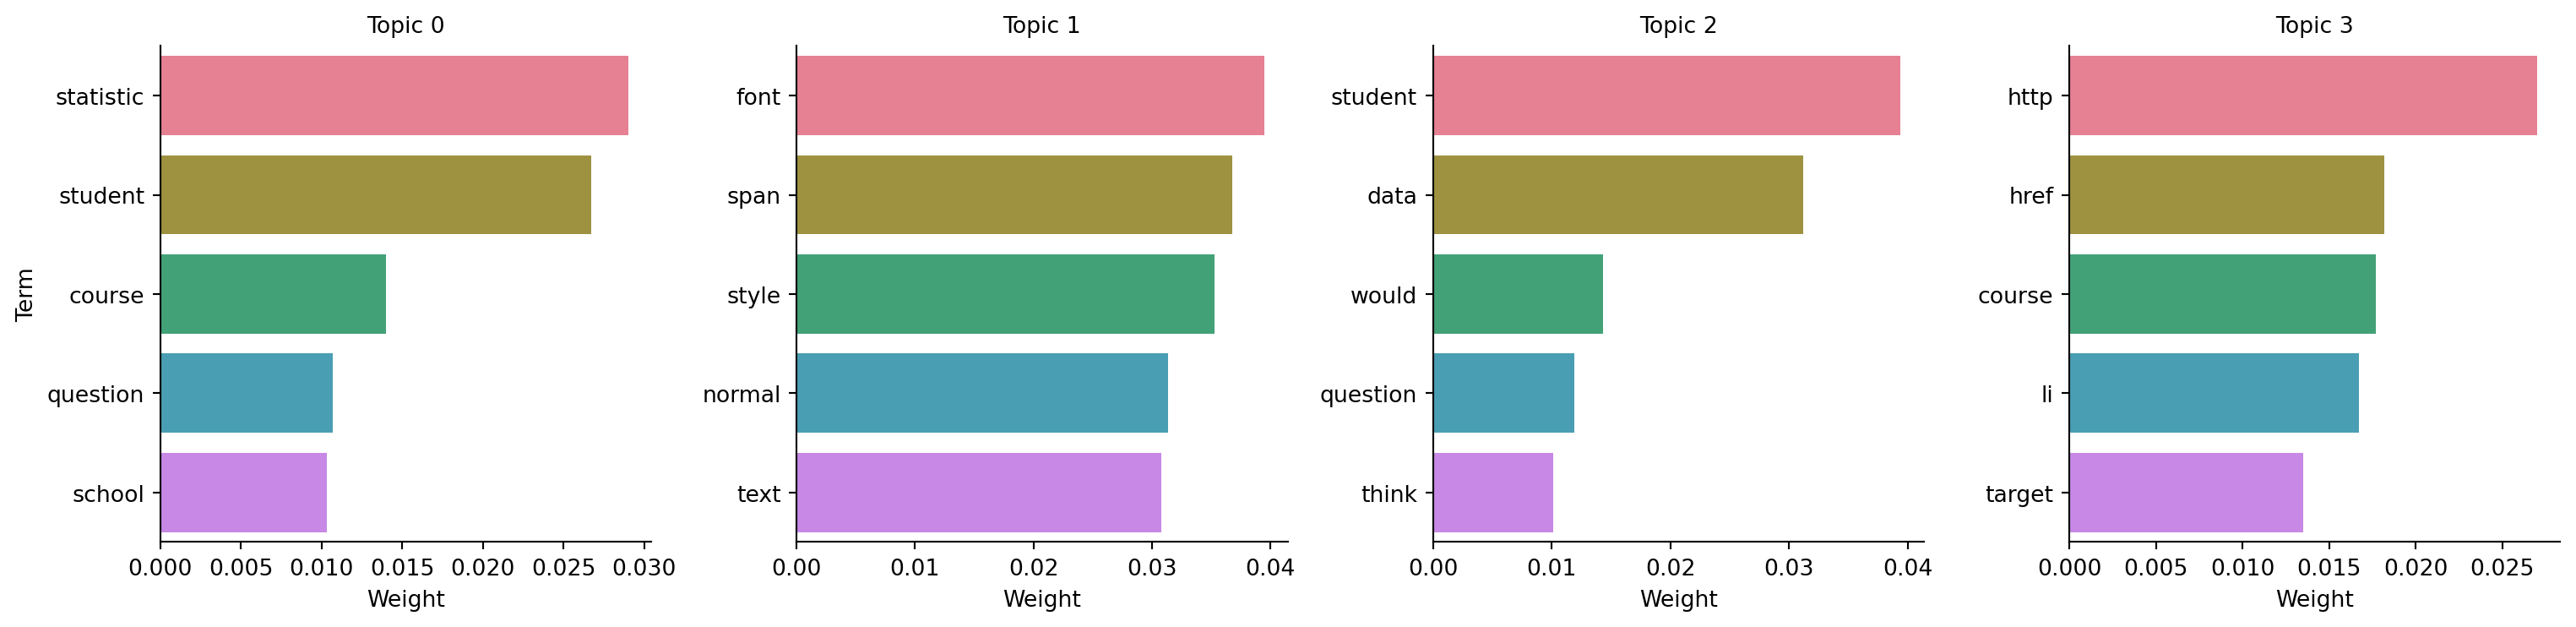 Topic 0
Term
statistic
student
course
question
school
0.000 0.005 0.010 0.015 0.020 0.025 0.030
Weight
Topic 1
font
span
style
normal
text
0.00 0.01 0.02 0.03 0.04
Weight
Topic 2
student
data
would
question
think
0.00 0.01 0.02 0.03 0.04
Weight
Topic 3
http
href
course
li
target
0.000 0.005 0.010 0.015 0.020 0.025
Weight